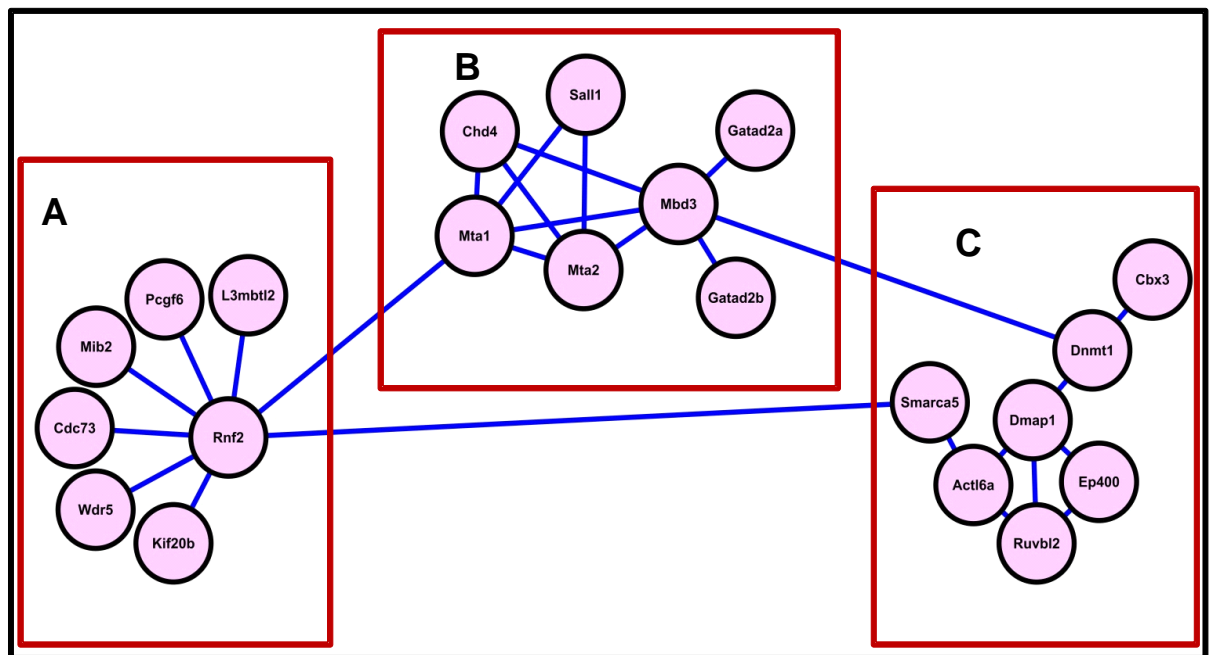 A
Pcgf6
L3mbtl2
Mib2
Cdc73
Rnf2
Wdr5
Kif20b
B
Sall1
Chd4
Gatad2a
Mbd3
Mta1
Mta2
Gatad2b
C
Cbx3
Dnmt1
Smarca5
Dmap1
Actl6a
Ep400
Ruvbl2